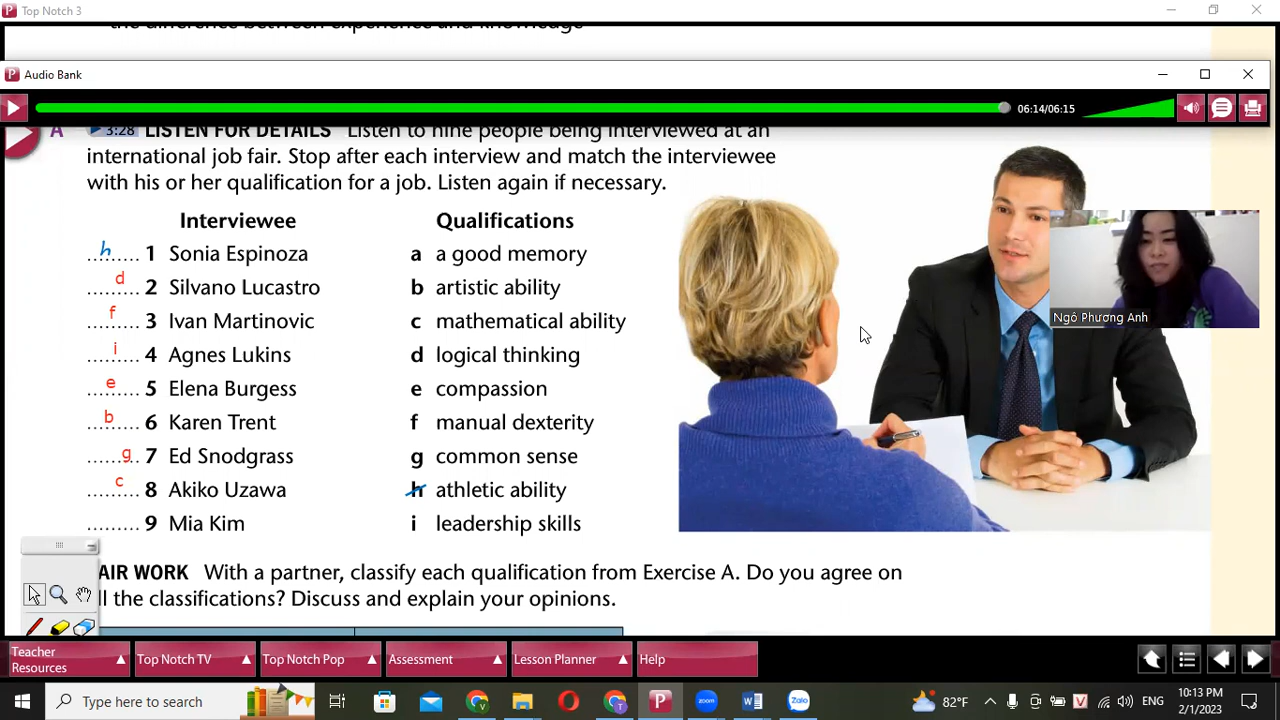 Top Notch 3
the difference between experience and knowledge
Audio Bank
06:14/06:15
A 3:28 LISTEN FOR DETAILS Listen to nine people being interviewed at an
international job fair. Stop after each interview and match the interviewee
with his or her qualification for a job. Listen again if necessary.
Interviewee Qualifications
h 1 Sonia Espinoza a a good memory
d 2 Silvano Lucastro b artistic ability
f 3 Ivan Martinovic c mathematical ability
i 4 Agnes Lukins d logical thinking
e 5 Elena Burgess e compassion
b 6 Karen Trent f manual dexterity
g 7 Ed Snodgrass g common sense
c 8 Akiko Uzawa h athletic ability
......... 9 Mia Kim i leadership skills
Ngô Phương Anh
AIR WORK With a partner, classify each qualification from Exercise A. Do you agree on
ll the classifications? Discuss and explain your opinions.
Teacher
Resources
Top Notch TV
Top Notch Pop
Assessment
Lesson Planner
Help
Type here to search
82°F
V
ENG
10:13 PM
2/1/2023